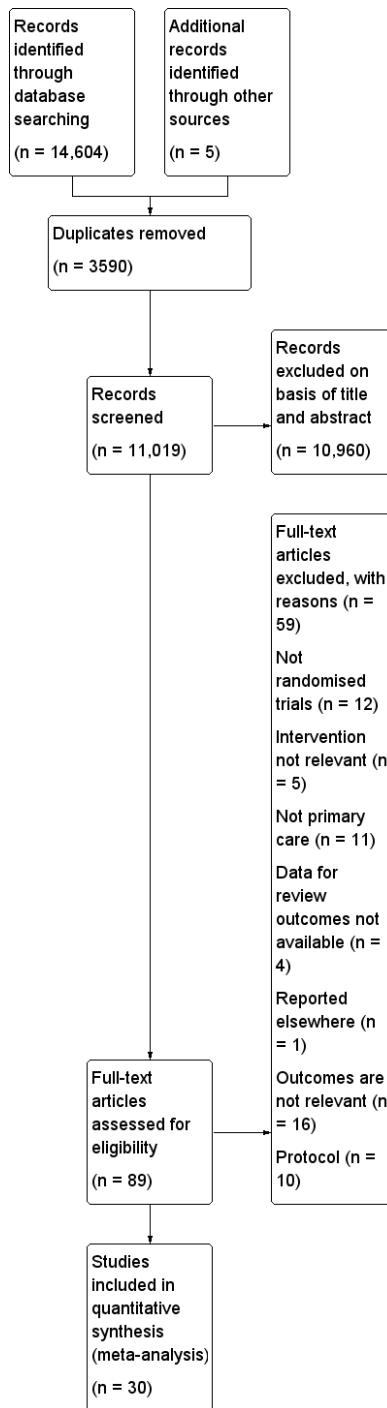 Records
identified
through
database
searching
(n = 14,604)
Additional
records
identified
through other
sources
(n = 5)
Duplicates removed
(n = 3590)
Records
screened
(n = 11,019)
Records
excluded on
basis of title
and abstract
(n = 10,960)
Full-text
articles
excluded, with
reasons (n =
59)
Not
randomised
trials (n = 12)
Intervention
not relevant (n
= 5)
Not primary
care (n = 11)
Data for
review
outcomes not
available (n =
4)
Reported
elsewhere (n
= 1)
Outcomes are
not relevant (n
= 16)
Protocol (n =
10)
Full-text
articles
assessed for
eligibility
(n = 89)
Studies
included in
quantitative
synthesis
(meta-analysis)
(n = 30)